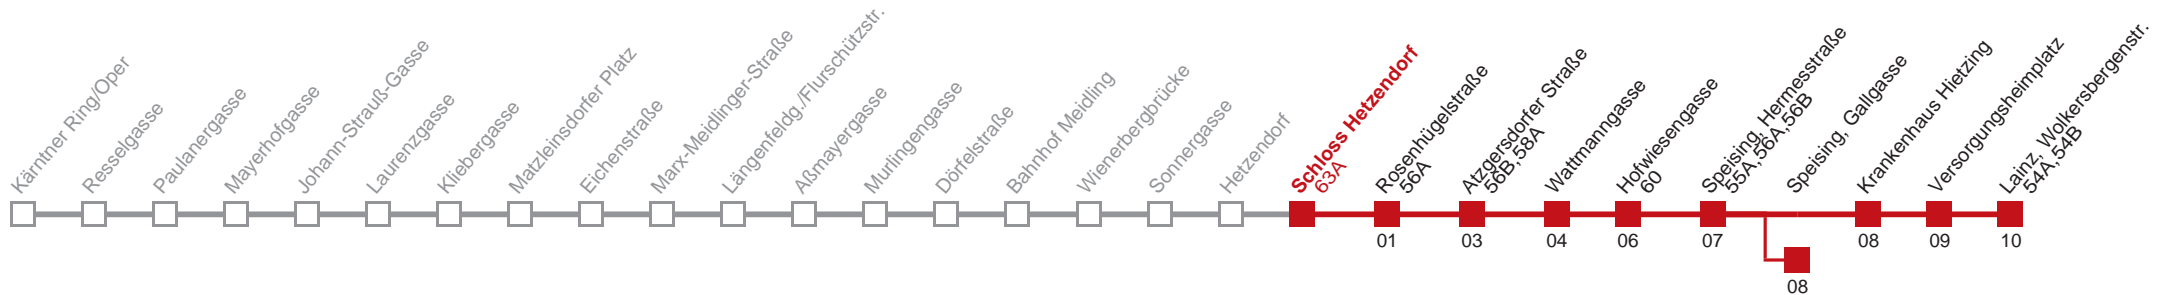 Kärntner Ring/Oper
Resselgasse
Paulanergasse
Mayerhofgasse
Johann-Strauß-Gasse
Laurenzgasse
Kliebergasse
Matzleinsdorfer Platz
Eichenstraße
Marx-Meidlinger-Straße
Längenfeldg./Flurschützstr.
Aßmayergasse
Murlingengasse
Dörfelstraße
Bahnhof Meidling
Wienerbergbrücke
Sonnergasse
Hetzendorf
Schloss Hetzendorf
63A
Rosenhügelstraße
56A
Atzgersdorfer Straße
56B,58A
Wattmanngasse
Hofwiesengasse
60
Speising, Hermesstraße
55A,56A,56B
Speising, Gallgasse
Krankenhaus Hietzing
Versorgungsheimplatz
Lainz, Wolkersbergenstr.
54A,54B
01
03
04
06
07
08
09
10
08